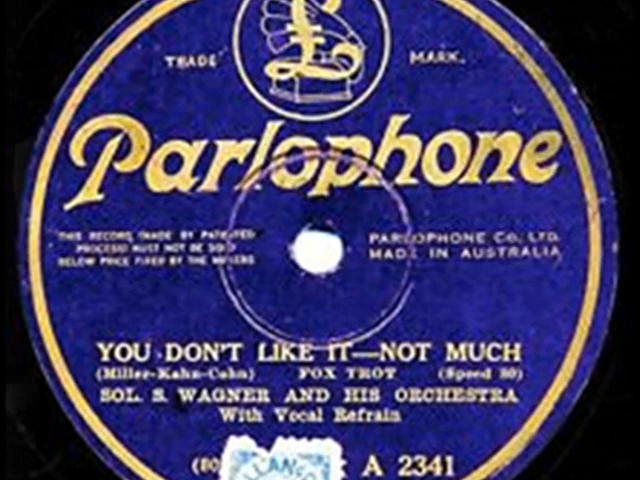 £
TRADE MARK.
Parlophone
THIS RECORD MADE BY PATENTED
PROCESS MUST NOT BE SOLD
BELOW PRICE FIXED BY THE MAKERS
PARLOPHONE Co. LTD.
MADE IN AUSTRALIA
YOU DON'T LIKE IT—NOT MUCH
(Miller-Kahn-Cohn) FOX TROT (Speed 80)
SOL. S. WAGNER AND HIS ORCHESTRA
With Vocal Refrain
(80 A 2341